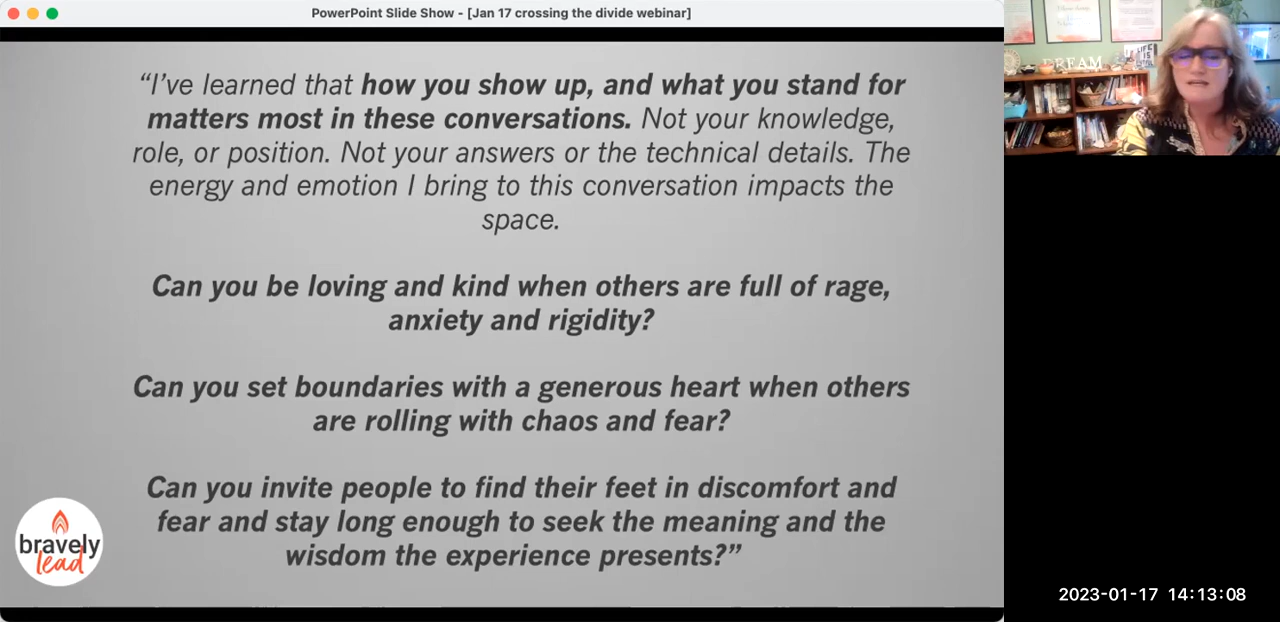 PowerPoint Slide Show - [Jan 17 crossing the divide webinar]
“I’ve learned that how you show up, and what you stand for
matters most in these conversations. Not your knowledge,
role, or position. Not your answers or the technical details. The
energy and emotion I bring to this conversation impacts the
space.
Can you be loving and kind when others are full of rage,
anxiety and rigidity?
Can you set boundaries with a generous heart when others
are rolling with chaos and fear?
Can you invite people to find their feet in discomfort and
fear and stay long enough to seek the meaning and the
wisdom the experience presents?”
bravely
lead
DREAM
2023-01-17 14:13:08